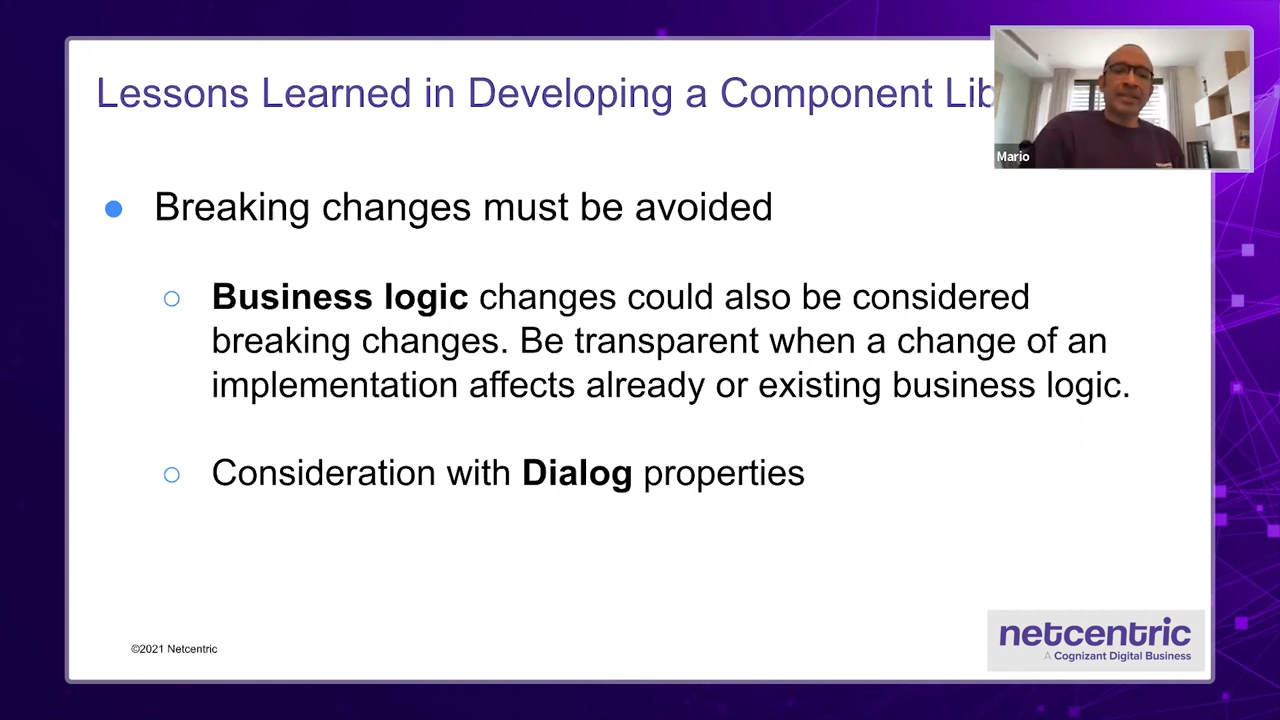 Lessons Learned in Developing a Component Lib
Mario
● Breaking changes must be avoided
○ Business logic changes could also be considered
breaking changes. Be transparent when a change of an
implementation affects already or existing business logic.
○ Consideration with Dialog properties
©2021 Netcentric
netcentric
A Cognizant Digital Business